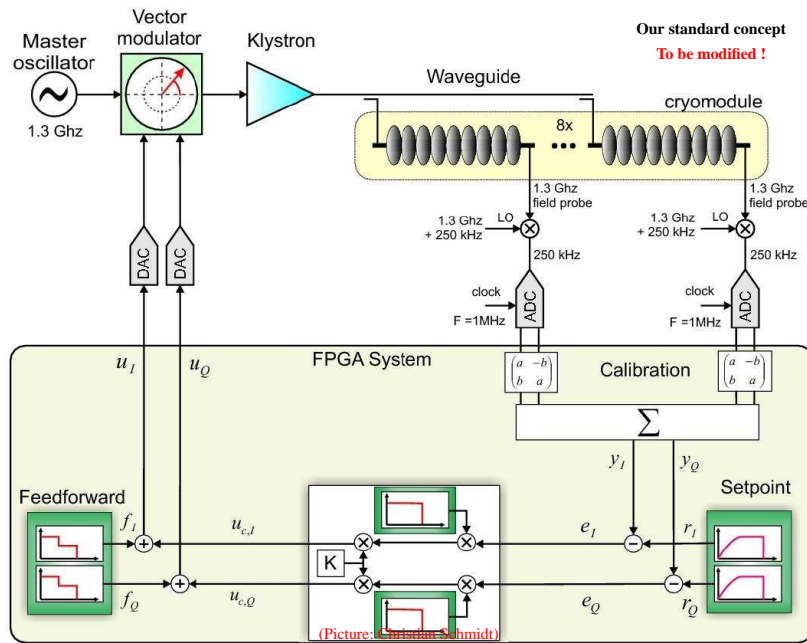 Our standard concept
To be modified !
Master
oscillator
1.3 Ghz
Vector
modulator
Klystron
Waveguide
cryomodule
8x
1.3 Ghz
field probe
1.3 Ghz
field probe
1.3 Ghz
+ 250 kHz
LO
1.3 Ghz
+ 250 kHz
LO
250 kHz
250 kHz
DAC
DAC
clock
F =1MHz
ADC
clock
F =1MHz
ADC
FPGA System
u_I
u_Q
a -b
b a
Calibration
a -b
b a
Σ
y_I
y_Q
Feedforward
f_I
u_{c,I}
e_I
r_I
Setpoint
K
f_Q
u_{c,Q}
e_Q
r_Q
(Picture: Christian Schmidt)